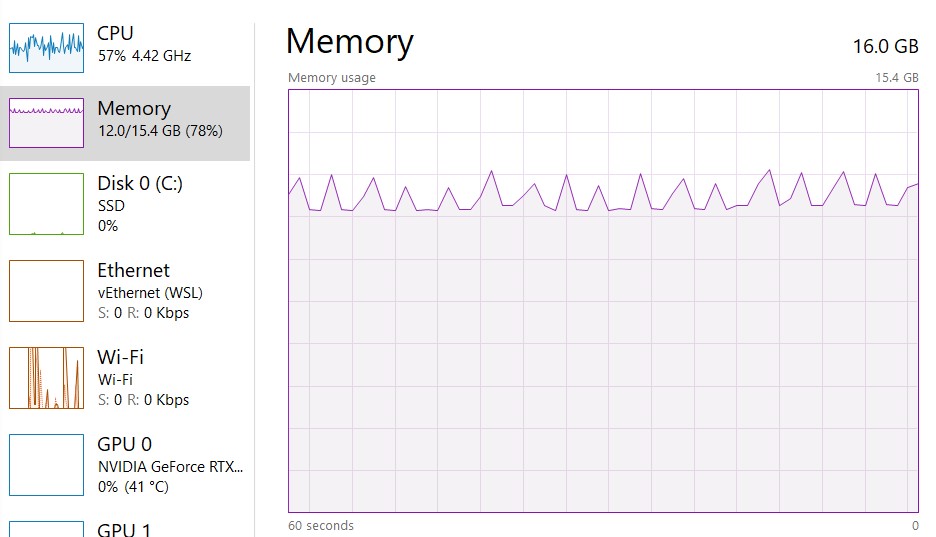 CPU
57% 4.42 GHz
Memory
12.0/15.4 GB (78%)
Disk 0 (C:)
SSD
0%
Ethernet
vEthernet (WSL)
S: 0 R: 0 Kbps
Wi-Fi
Wi-Fi
S: 0 R: 0 Kbps
GPU 0
NVIDIA GeForce RTX...
0% (41 °C)
GPU 1
Memory
16.0 GB
Memory usage
15.4 GB
60 seconds
0